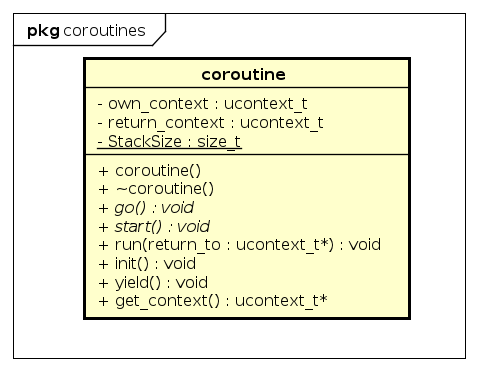 pkg coroutines
coroutine
- own_context : ucontext_t
- return_context : ucontext_t
- StackSize : size_t
+ coroutine()
+ ~coroutine()
+ go() : void
+ start() : void
+ run(return_to : ucontext_t*) : void
+ init() : void
+ yield() : void
+ get_context() : ucontext_t*